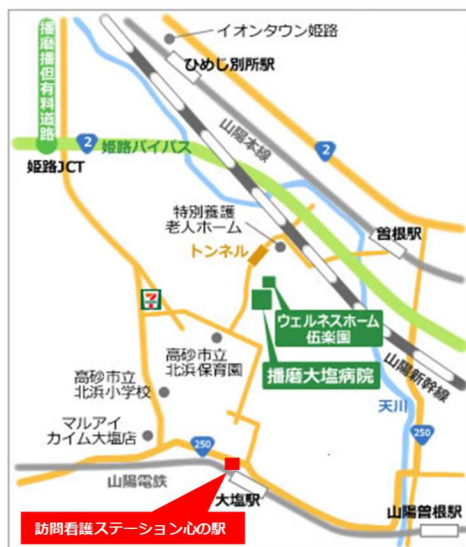 イオンタウン姫路
ひめじ別所駅
播磨播但有料道路
山陽本線
2
姫路バイパス
2
姫路JCT
特別養護
老人ホーム
曽根駅
トンネル
7
ウェルネスホーム
伍楽園
高砂市立
北浜保育園
播磨大塩病院
山陽新幹線
高砂市立
北浜小学校
天川
マルアイ
カイム大塩店
250
250
山陽電鉄
大塩駅
山陽曽根駅
訪問看護ステーション心の駅